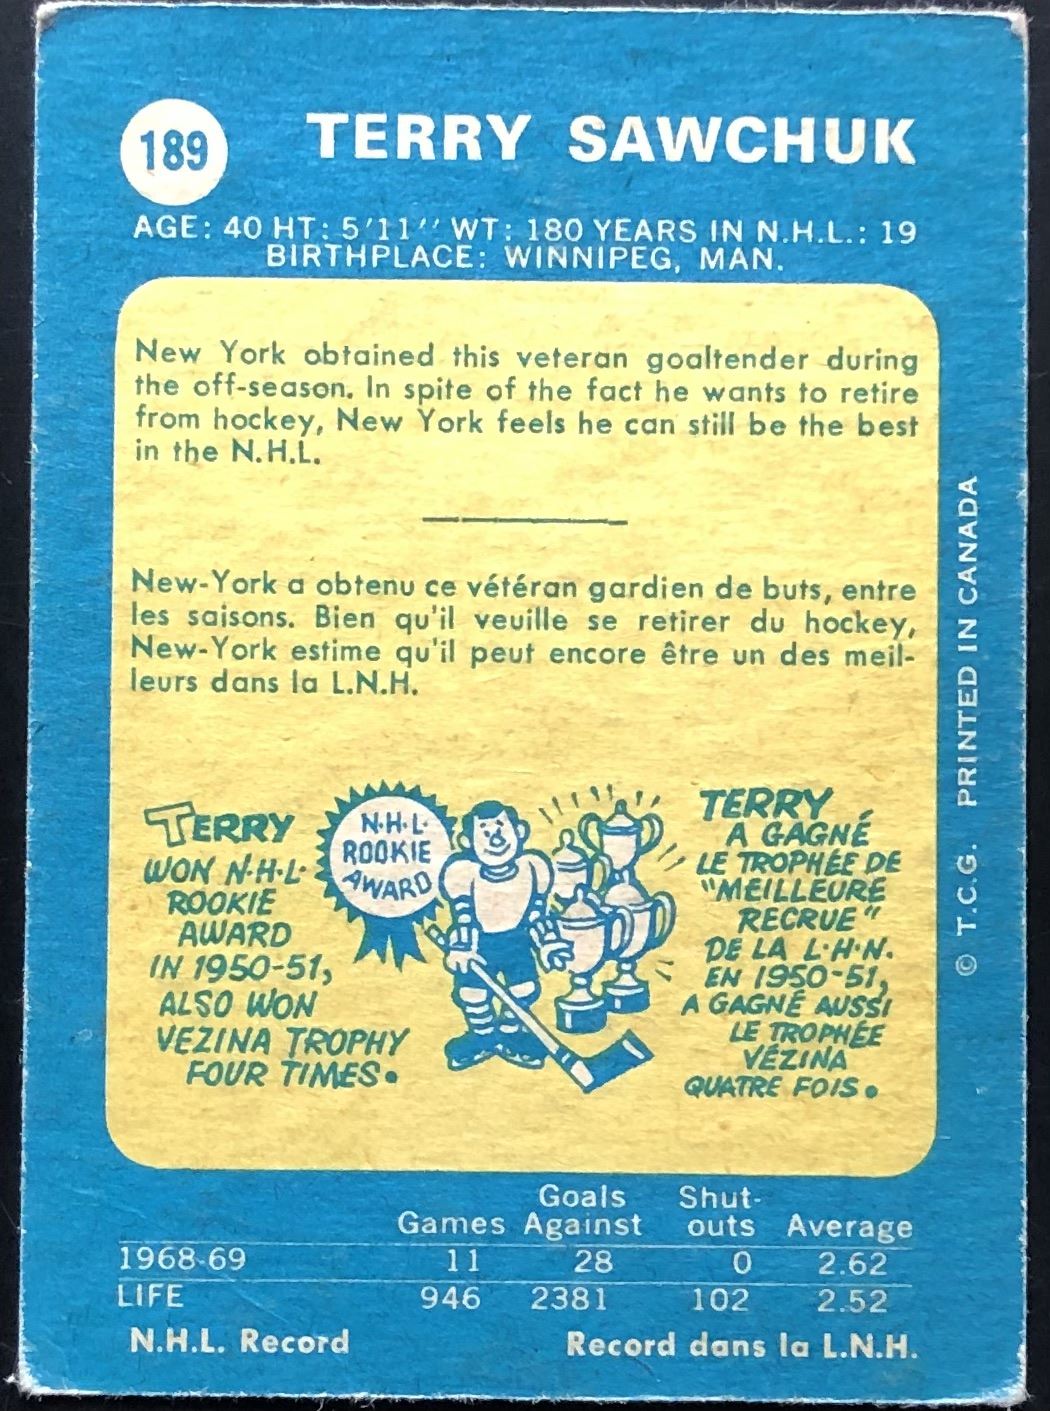 189
TERRY SAWCHUK
AGE: 40 HT: 5'11'' WT: 180 YEARS IN N.H.L.: 19
BIRTHPLACE: WINNIPEG, MAN.
New York obtained this veteran goaltender during
the off-season. In spite of the fact he wants to retire
from hockey, New York feels he can still be the best
in the N.H.L.
New-York a obtenu ce vétéran gardien de buts, entre
les saisons. Bien qu'il veuille se retirer du hockey,
New-York estime qu'il peut encore être un des meil-
leurs dans la L.N.H.
TERRY
WON N·H·L·
ROOKIE
AWARD
IN 1950-51,
ALSO WON
VEZINA TROPHY
FOUR TIMES.
N·H·L·
ROOKIE
AWARD
TERRY
A GAGNÉ
LE TROPHÉE DE
"MEILLEURE
RECRUE"
DE LA L·H·N.
EN 1950-51,
A GAGNÉ AUSSI
LE TROPHÉE
VÉZINA
QUATRE FOIS.
© T.C.G. PRINTED IN CANADA
Goals Shut-
Games Against outs Average
1968-69 11 28 0 2.62
LIFE 946 2381 102 2.52
N.H.L. Record Record dans la L.N.H.